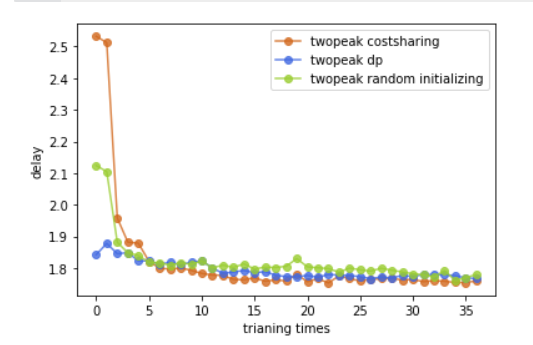 twopeak costsharing
twopeak dp
twopeak random initializing
2.5
2.4
2.3
2.2
2.1
2.0
1.9
1.8
delay
0 5 10 15 20 25 30 35
trianing times